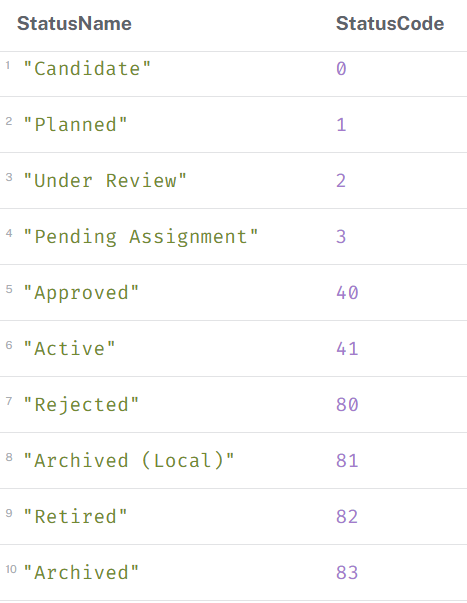 StatusName StatusCode
1 "Candidate" 0
2 "Planned" 1
3 "Under Review" 2
4 "Pending Assignment" 3
5 "Approved" 40
6 "Active" 41
7 "Rejected" 80
8 "Archived (Local)" 81
9 "Retired" 82
10 "Archived" 83